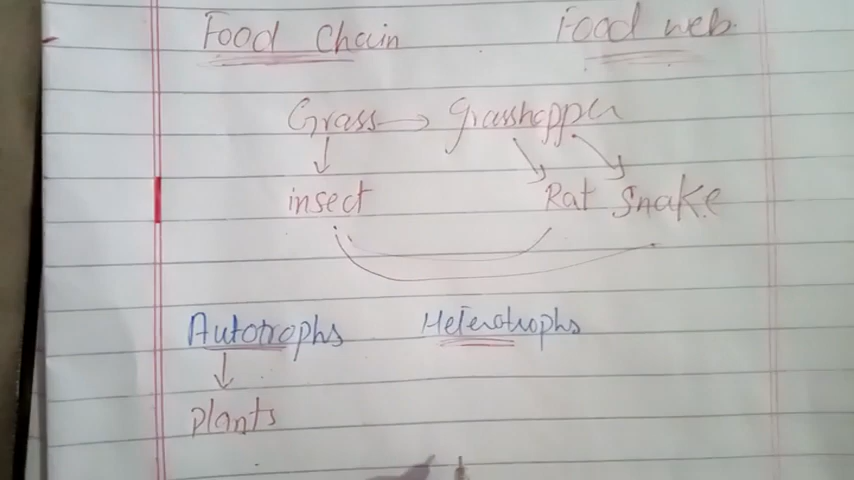 Food Chain Food web.
Grass → Grasshopper
↓ ↘ ↘
insect Rat Snake
Autotrophs Heterotrophs
↓
plants